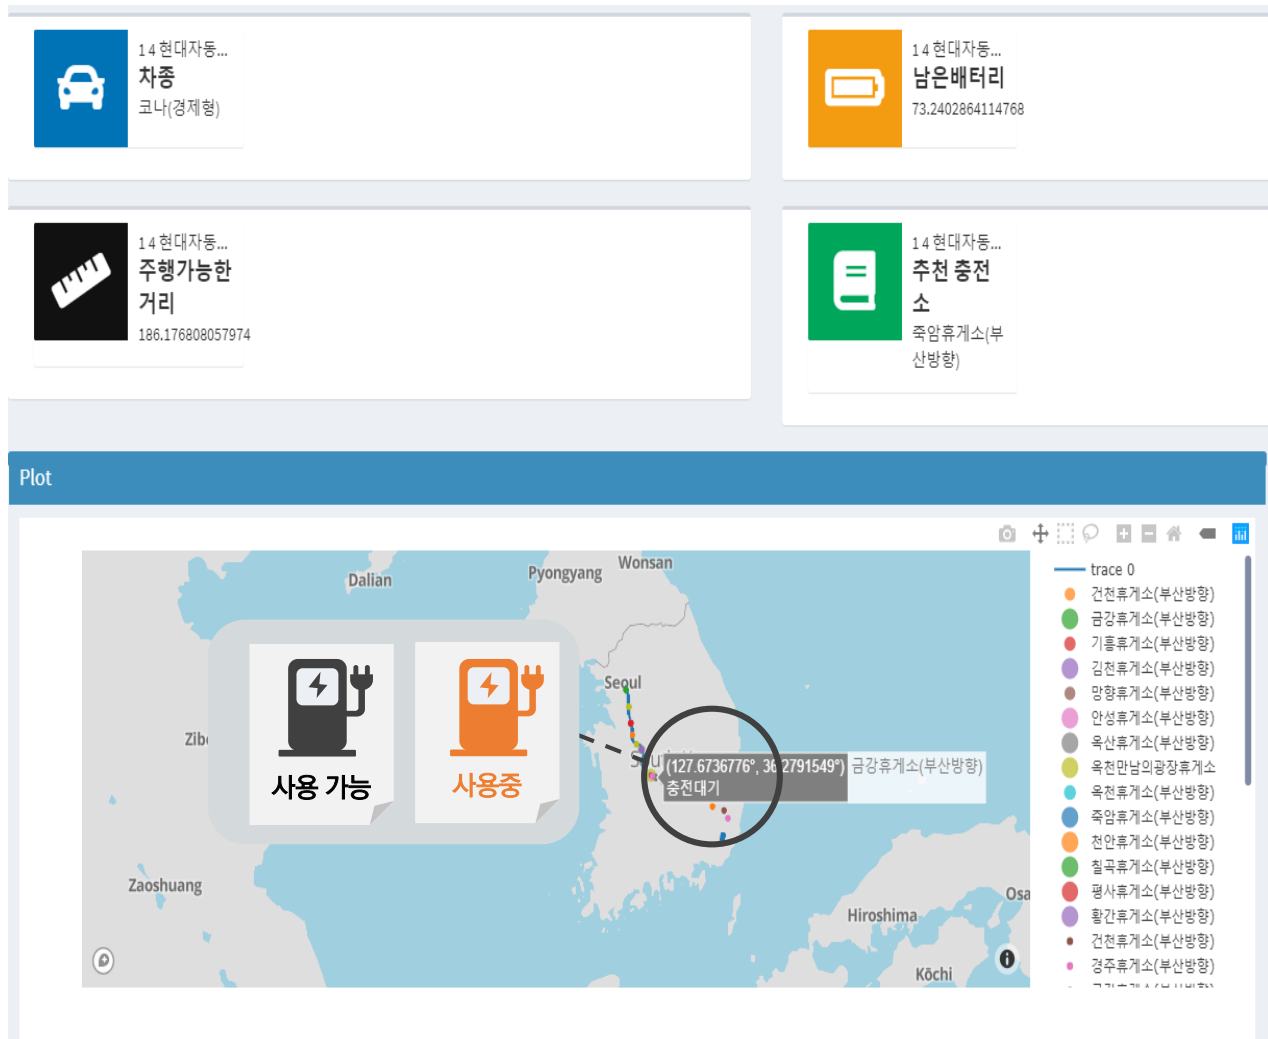 14현대자동...
차종
코나(경제형)
14현대자동...
남은배터리
73.2402864114768
14현대자동...
주행가능한
거리
186.176808057974
14현대자동...
추천 충전
소
죽암휴게소(부
산방향)
Plot
Dalian
Pyongyang
Wonsan
Seoul
사용 가능
사용중
(127.6736776°, 36.2791549°)
충전대기
금강휴게소(부산방향)
Zaoshuang
Hiroshima
Kōchi
trace 0
건천휴게소(부산방향)
금강휴게소(부산방향)
기흥휴게소(부산방향)
김천휴게소(부산방향)
망향휴게소(부산방향)
안성휴게소(부산방향)
옥산휴게소(부산방향)
옥천만남의광장휴게소
옥천휴게소(부산방향)
죽암휴게소(부산방향)
천안휴게소(부산방향)
칠곡휴게소(부산방향)
평사휴게소(부산방향)
황간휴게소(부산방향)
건천휴게소(부산방향)
경주휴게소(부산방향)